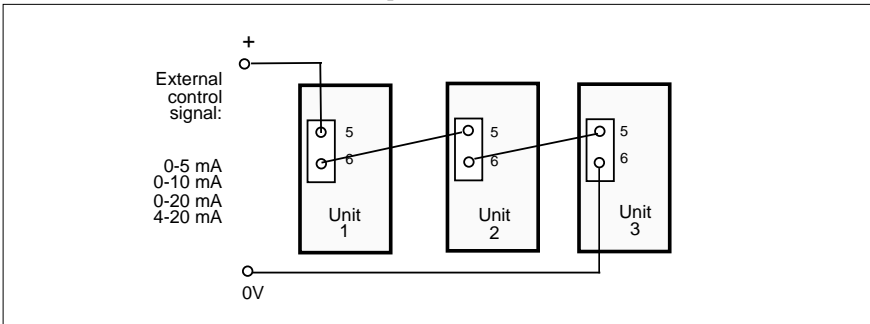 +
External
control
signal:
0-5 mA
0-10 mA
0-20 mA
4-20 mA
5
6
Unit
1
5
6
Unit
2
5
6
Unit
3
0V